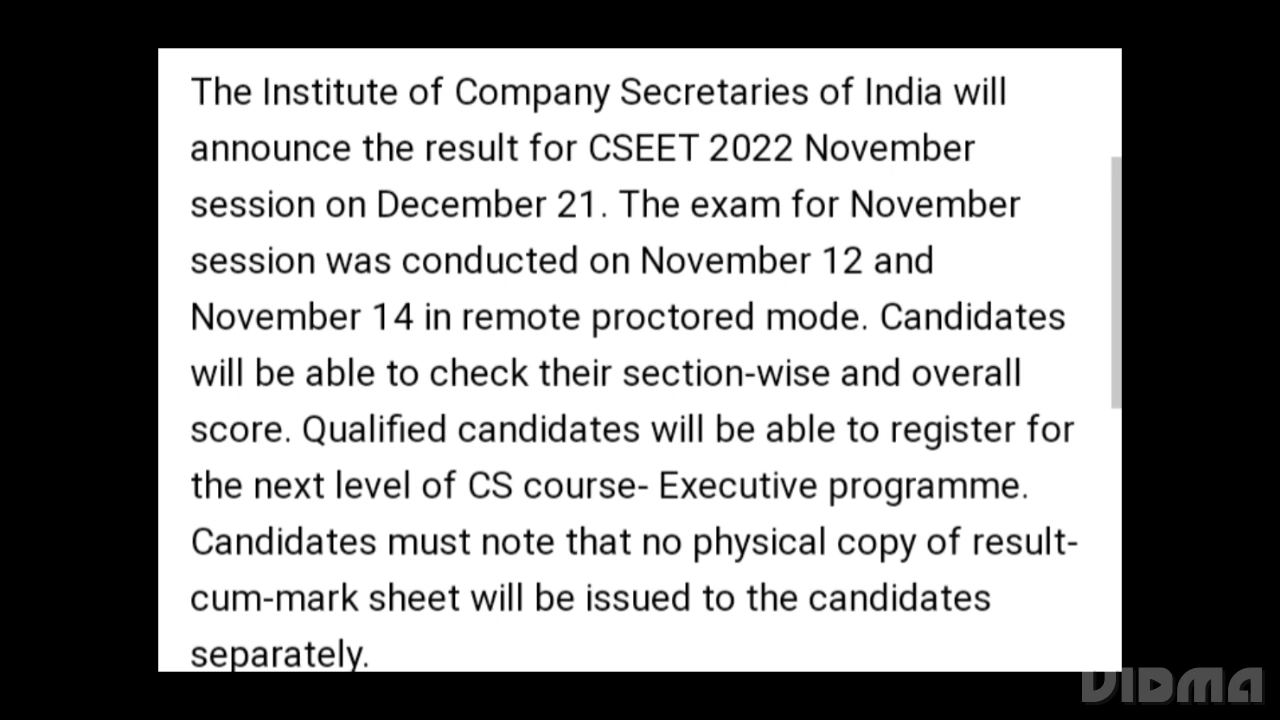 The Institute of Company Secretaries of India will
announce the result for CSEET 2022 November
session on December 21. The exam for November
session was conducted on November 12 and
November 14 in remote proctored mode. Candidates
will be able to check their section-wise and overall
score. Qualified candidates will be able to register for
the next level of CS course- Executive programme.
Candidates must note that no physical copy of result-
cum-mark sheet will be issued to the candidates
separately.
VIDMA